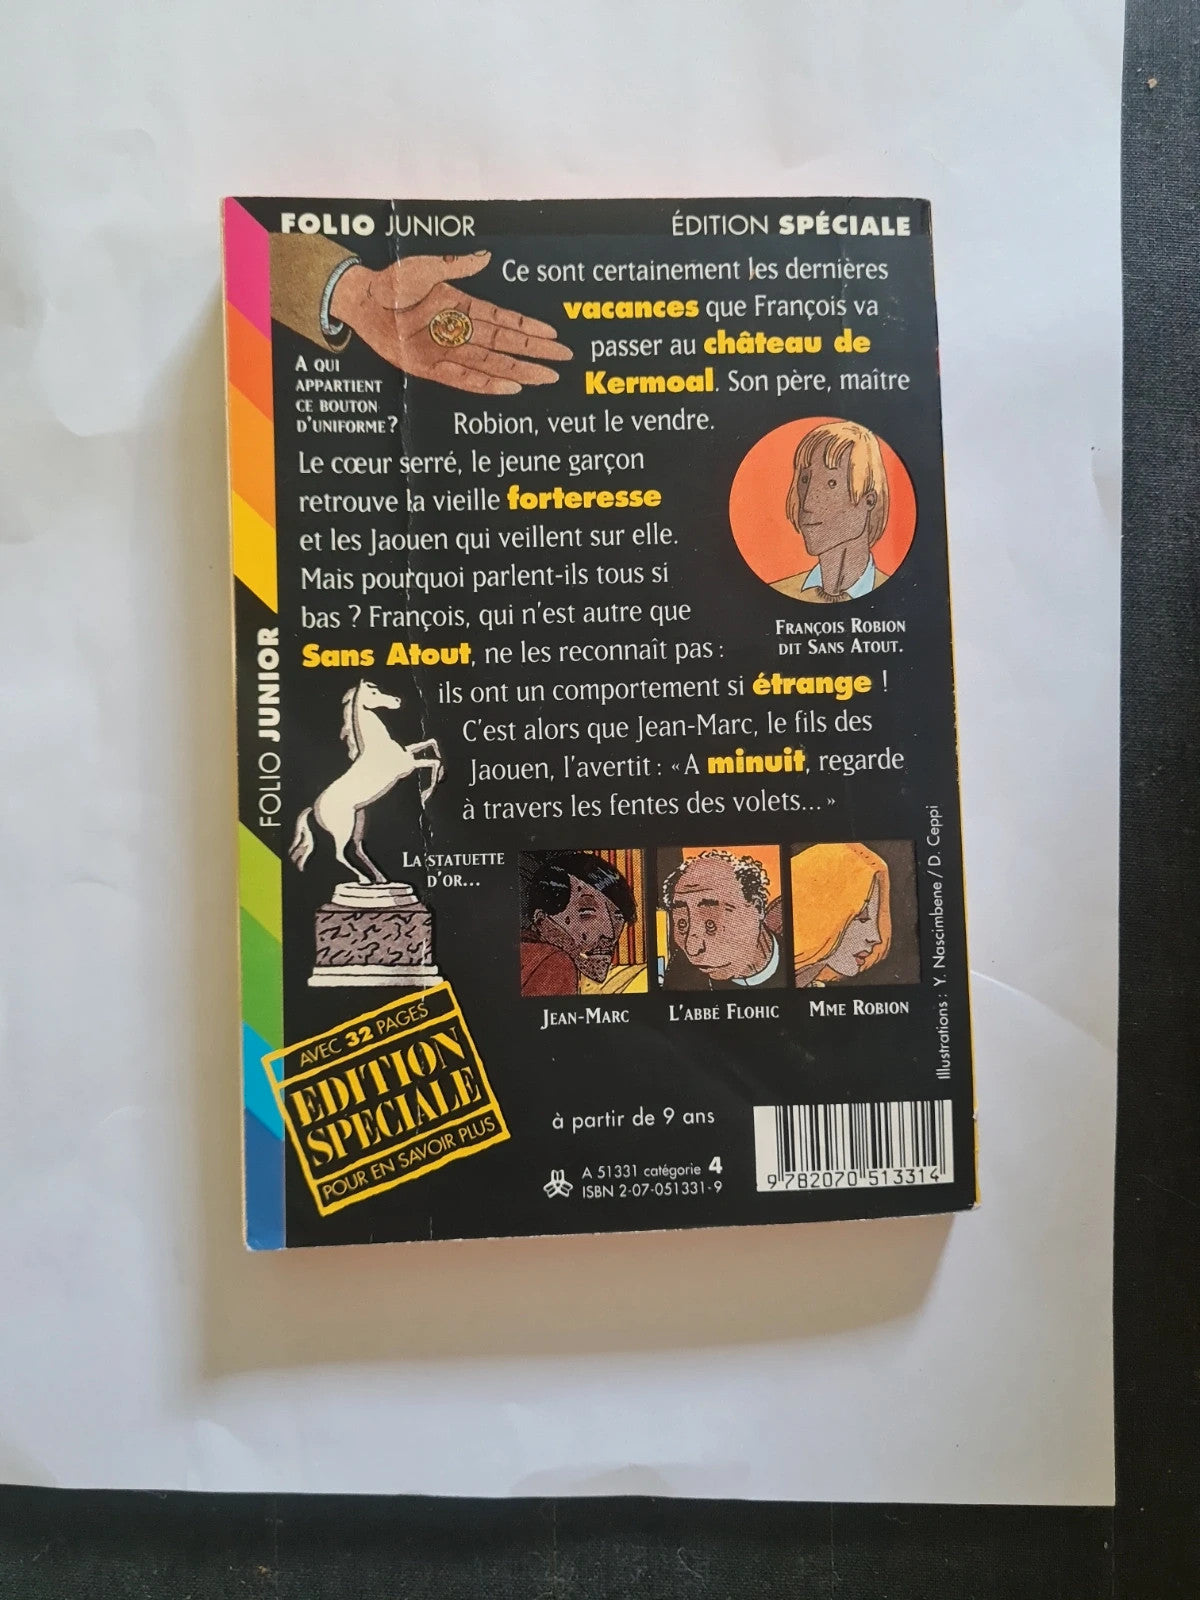 FOLIO JUNIOR
ÉDITION SPÉCIALE
Ce sont certainement les dernières
vacances que François va
passer au château de
Kermoal. Son père, maître
Robion, veut le vendre.
Le cœur serré, le jeune garçon
retrouve la vieille forteresse
et les Jaouen qui veillent sur elle.
Mais pourquoi parlent-ils tous si
bas ? François, qui n'est autre que
Sans Atout, ne les reconnaît pas :
ils ont un comportement si étrange !
C'est alors que Jean-Marc, le fils des
Jaouen, l'avertit : «A minuit, regarde
à travers les fentes des volets...»
A QUI
APPARTIENT
CE BOUTON
D'UNIFORME ?
FRANÇOIS ROBION
DIT SANS ATOUT.
FOLIO JUNIOR
LA STATUETTE
D'OR...
JEAN-MARC
L'ABBÉ FLOHIC
MME ROBION
Illustrations : Y. Nascimbene / D. Ceppi
AVEC 32 PAGES
EDITION
SPECIALE
POUR EN SAVOIR PLUS
à partir de 9 ans
A 51331 catégorie 4
ISBN 2-07-051331-9
9 782070 513314